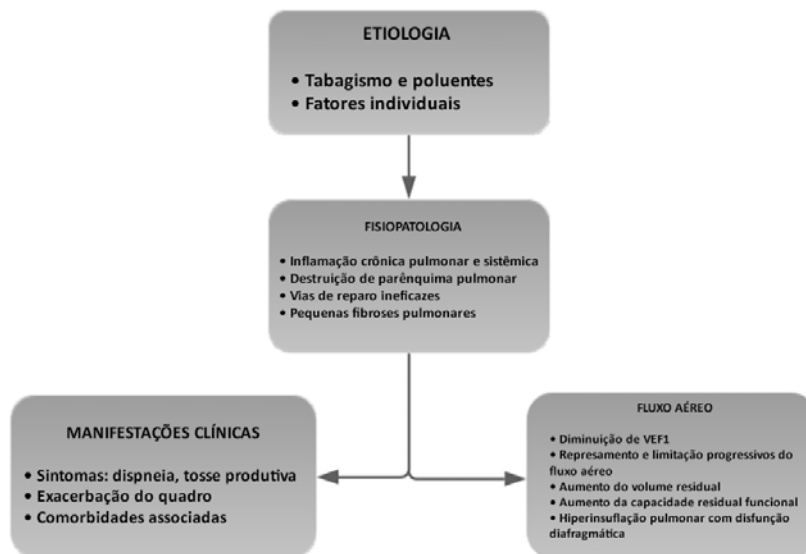 ETIOLOGIA
• Tabagismo e poluentes
• Fatores individuais
FISIOPATOLOGIA
• Inflamação crônica pulmonar e sistêmica
• Destruição de parênquima pulmonar
• Vias de reparo ineficazes
• Pequenas fibroses pulmonares
MANIFESTAÇÕES CLÍNICAS
• Sintomas: dispneia, tosse produtiva
• Exacerbação do quadro
• Comorbidades associadas
FLUXO AÉREO
• Diminuição de VEF1
• Represamento e limitação progressivos do
fluxo aéreo
• Aumento do volume residual
• Aumento da capacidade residual funcional
• Hiperinsuflação pulmonar com disfunção
diafragmática